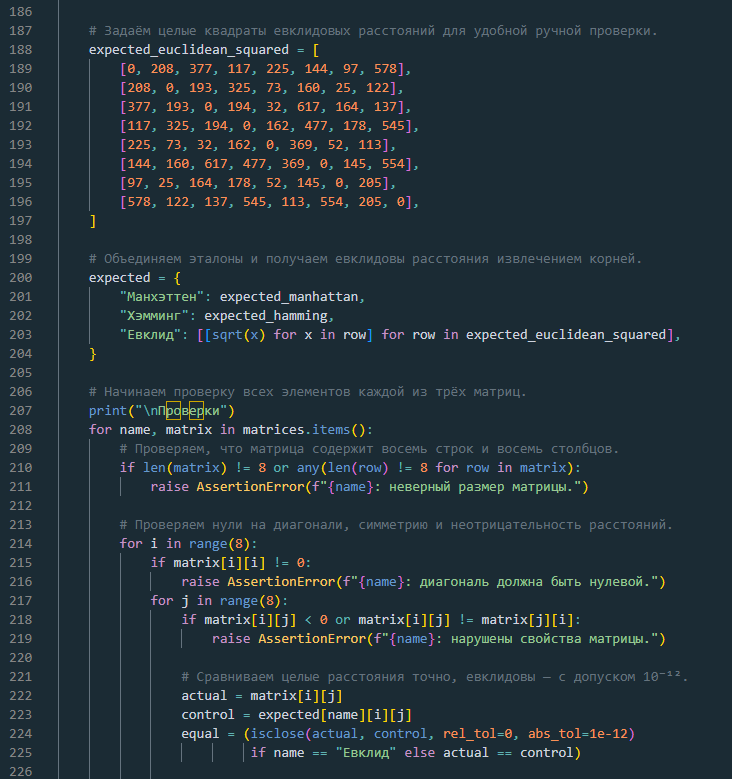 186
187 # Задаём целые квадраты евклидовых расстояний для удобной ручной проверки.
188 expected_euclidean_squared = [
189 [0, 208, 377, 117, 225, 144, 97, 578],
190 [208, 0, 193, 325, 73, 160, 25, 122],
191 [377, 193, 0, 194, 32, 617, 164, 137],
192 [117, 325, 194, 0, 162, 477, 178, 545],
193 [225, 73, 32, 162, 0, 369, 52, 113],
194 [144, 160, 617, 477, 369, 0, 145, 554],
195 [97, 25, 164, 178, 52, 145, 0, 205],
196 [578, 122, 137, 545, 113, 554, 205, 0],
197 ]
198
199 # Объединяем эталоны и получаем евклидовы расстояния извлечением корней.
200 expected = {
201 "Манхэттен": expected_manhattan,
202 "Хэмминг": expected_hamming,
203 "Евклид": [[sqrt(x) for x in row] for row in expected_euclidean_squared],
204 }
205
206 # Начинаем проверку всех элементов каждой из трёх матриц.
207 print("\nПроверки")
208 for name, matrix in matrices.items():
209 # Проверяем, что матрица содержит восемь строк и восемь столбцов.
210 if len(matrix) != 8 or any(len(row) != 8 for row in matrix):
211 raise AssertionError(f"{name}: неверный размер матрицы.")
212
213 # Проверяем нули на диагонали, симметрию и неотрицательность расстояний.
214 for i in range(8):
215 if matrix[i][i] != 0:
216 raise AssertionError(f"{name}: диагональ должна быть нулевой.")
217 for j in range(8):
218 if matrix[i][j] < 0 or matrix[i][j] != matrix[j][i]:
219 raise AssertionError(f"{name}: нарушены свойства матрицы.")
220
221 # Сравниваем целые расстояния точно, евклидовы — с допуском 10⁻¹².
222 actual = matrix[i][j]
223 control = expected[name][i][j]
224 equal = (isclose(actual, control, rel_tol=0, abs_tol=1e-12)
225 if name == "Евклид" else actual == control)
226